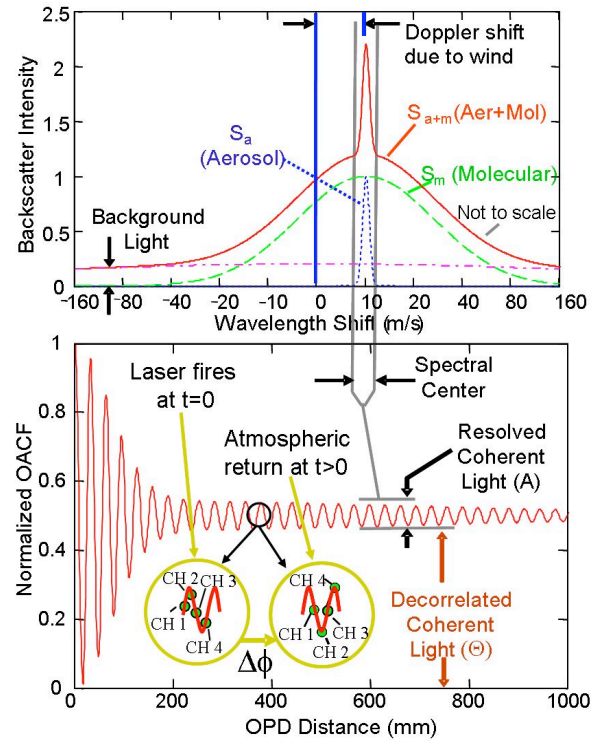 2.5
2
1.5
1
0.5
0
Backscatter Intensity
Doppler shift
due to wind
Sa+m(Aer+Mol)
Sa
(Aerosol)
Sm (Molecular)
Not to scale
Background
Light
-160 -80 -40 -20 -10 0 10 20 40 80 160
Wavelength Shift (m/s)
1
0.8
0.6
0.4
0.2
0
Normalized OACF
Laser fires
at t=0
Spectral
Center
Atmospheric
return at t>0
Resolved
Coherent
Light (A)
CH 2
CH 3
CH 1
CH 4
CH 4
CH 1
CH 3
CH 2
Δϕ
Decorrelated
Coherent
Light (Θ)
0 200 400 600 800 1000
OPD Distance (mm)